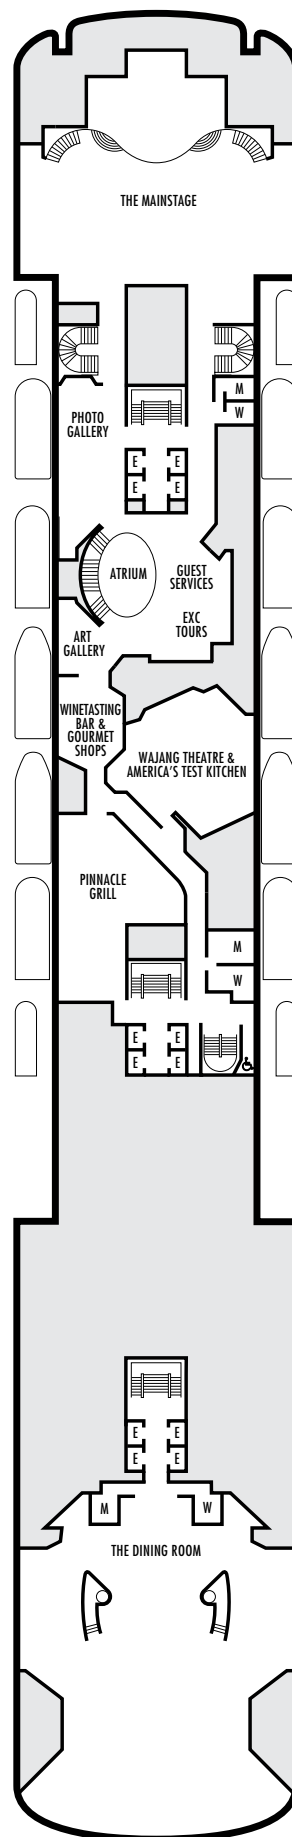 THE MAINSTAGE
M
W
PHOTO
GALLERY
E E
E E
ATRIUM
GUEST
SERVICES
EXC
TOURS
ART
GALLERY
WINETASTING
BAR &
GOURMET
SHOPS
WAJANG THEATRE &
AMERICA'S TEST KITCHEN
PINNACLE
GRILL
M
W
E E
E E
E E
E E
M W
THE DINING ROOM